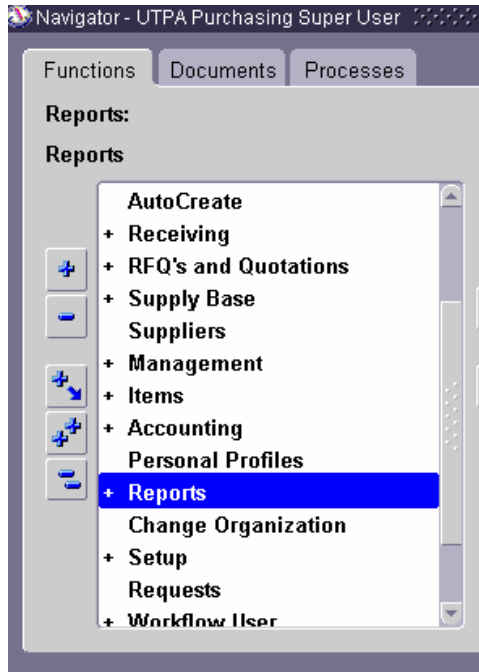 Navigator - UTPA Purchasing Super User
Functions Documents Processes
Reports:
Reports
AutoCreate
+ Receiving
+ RFQ's and Quotations
+ Supply Base
Suppliers
+ Management
+ Items
+ Accounting
Personal Profiles
+ Reports
Change Organization
+ Setup
Requests
+ Workflow User